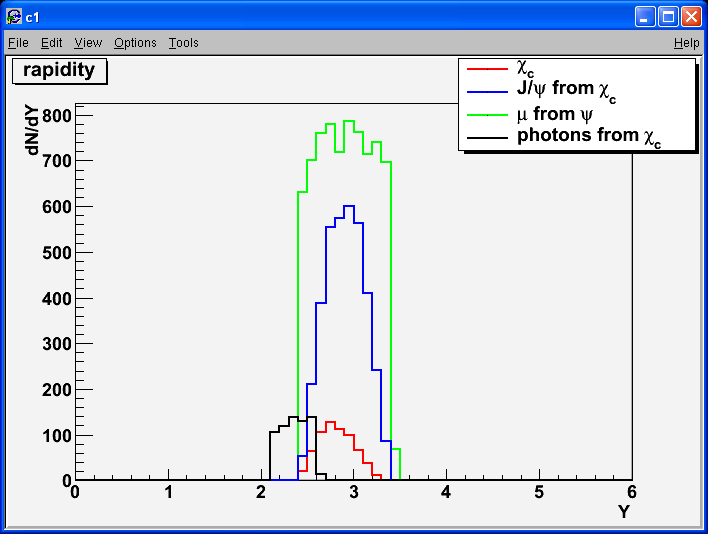 c1
File Edit View Options Tools Help
rapidity
χc
J/ψ from χc
μ from ψ
photons from χc
dN/dY
800
700
600
500
400
300
200
100
0
0 1 2 3 4 5 6
Y